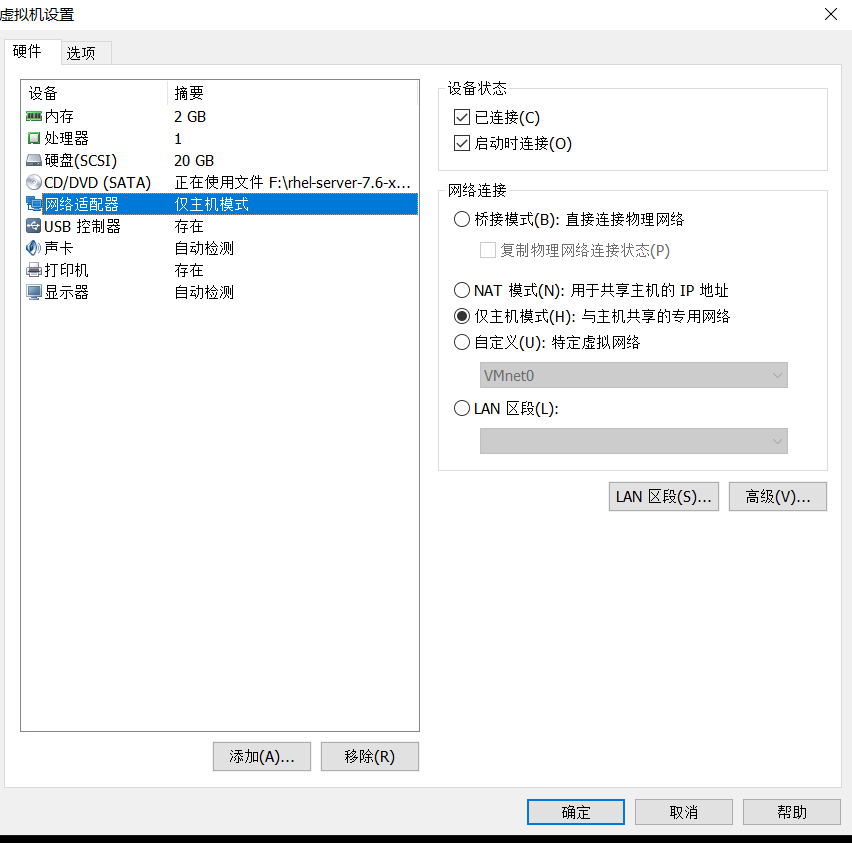 虚拟机设置
硬件 选项
设备 摘要
内存 2 GB
处理器 1
硬盘(SCSI) 20 GB
CD/DVD (SATA) 正在使用文件 F:\rhel-server-7.6-x...
网络适配器 仅主机模式
USB 控制器 存在
声卡 自动检测
打印机 存在
显示器 自动检测
添加(A)... 移除(R)
设备状态
已连接(C)
启动时连接(O)
网络连接
桥接模式(B): 直接连接物理网络
复制物理网络连接状态(P)
NAT 模式(N): 用于共享主机的 IP 地址
仅主机模式(H): 与主机共享的专用网络
自定义(U): 特定虚拟网络
VMnet0
LAN 区段(L):
LAN 区段(S)... 高级(V)...
确定 取消 帮助